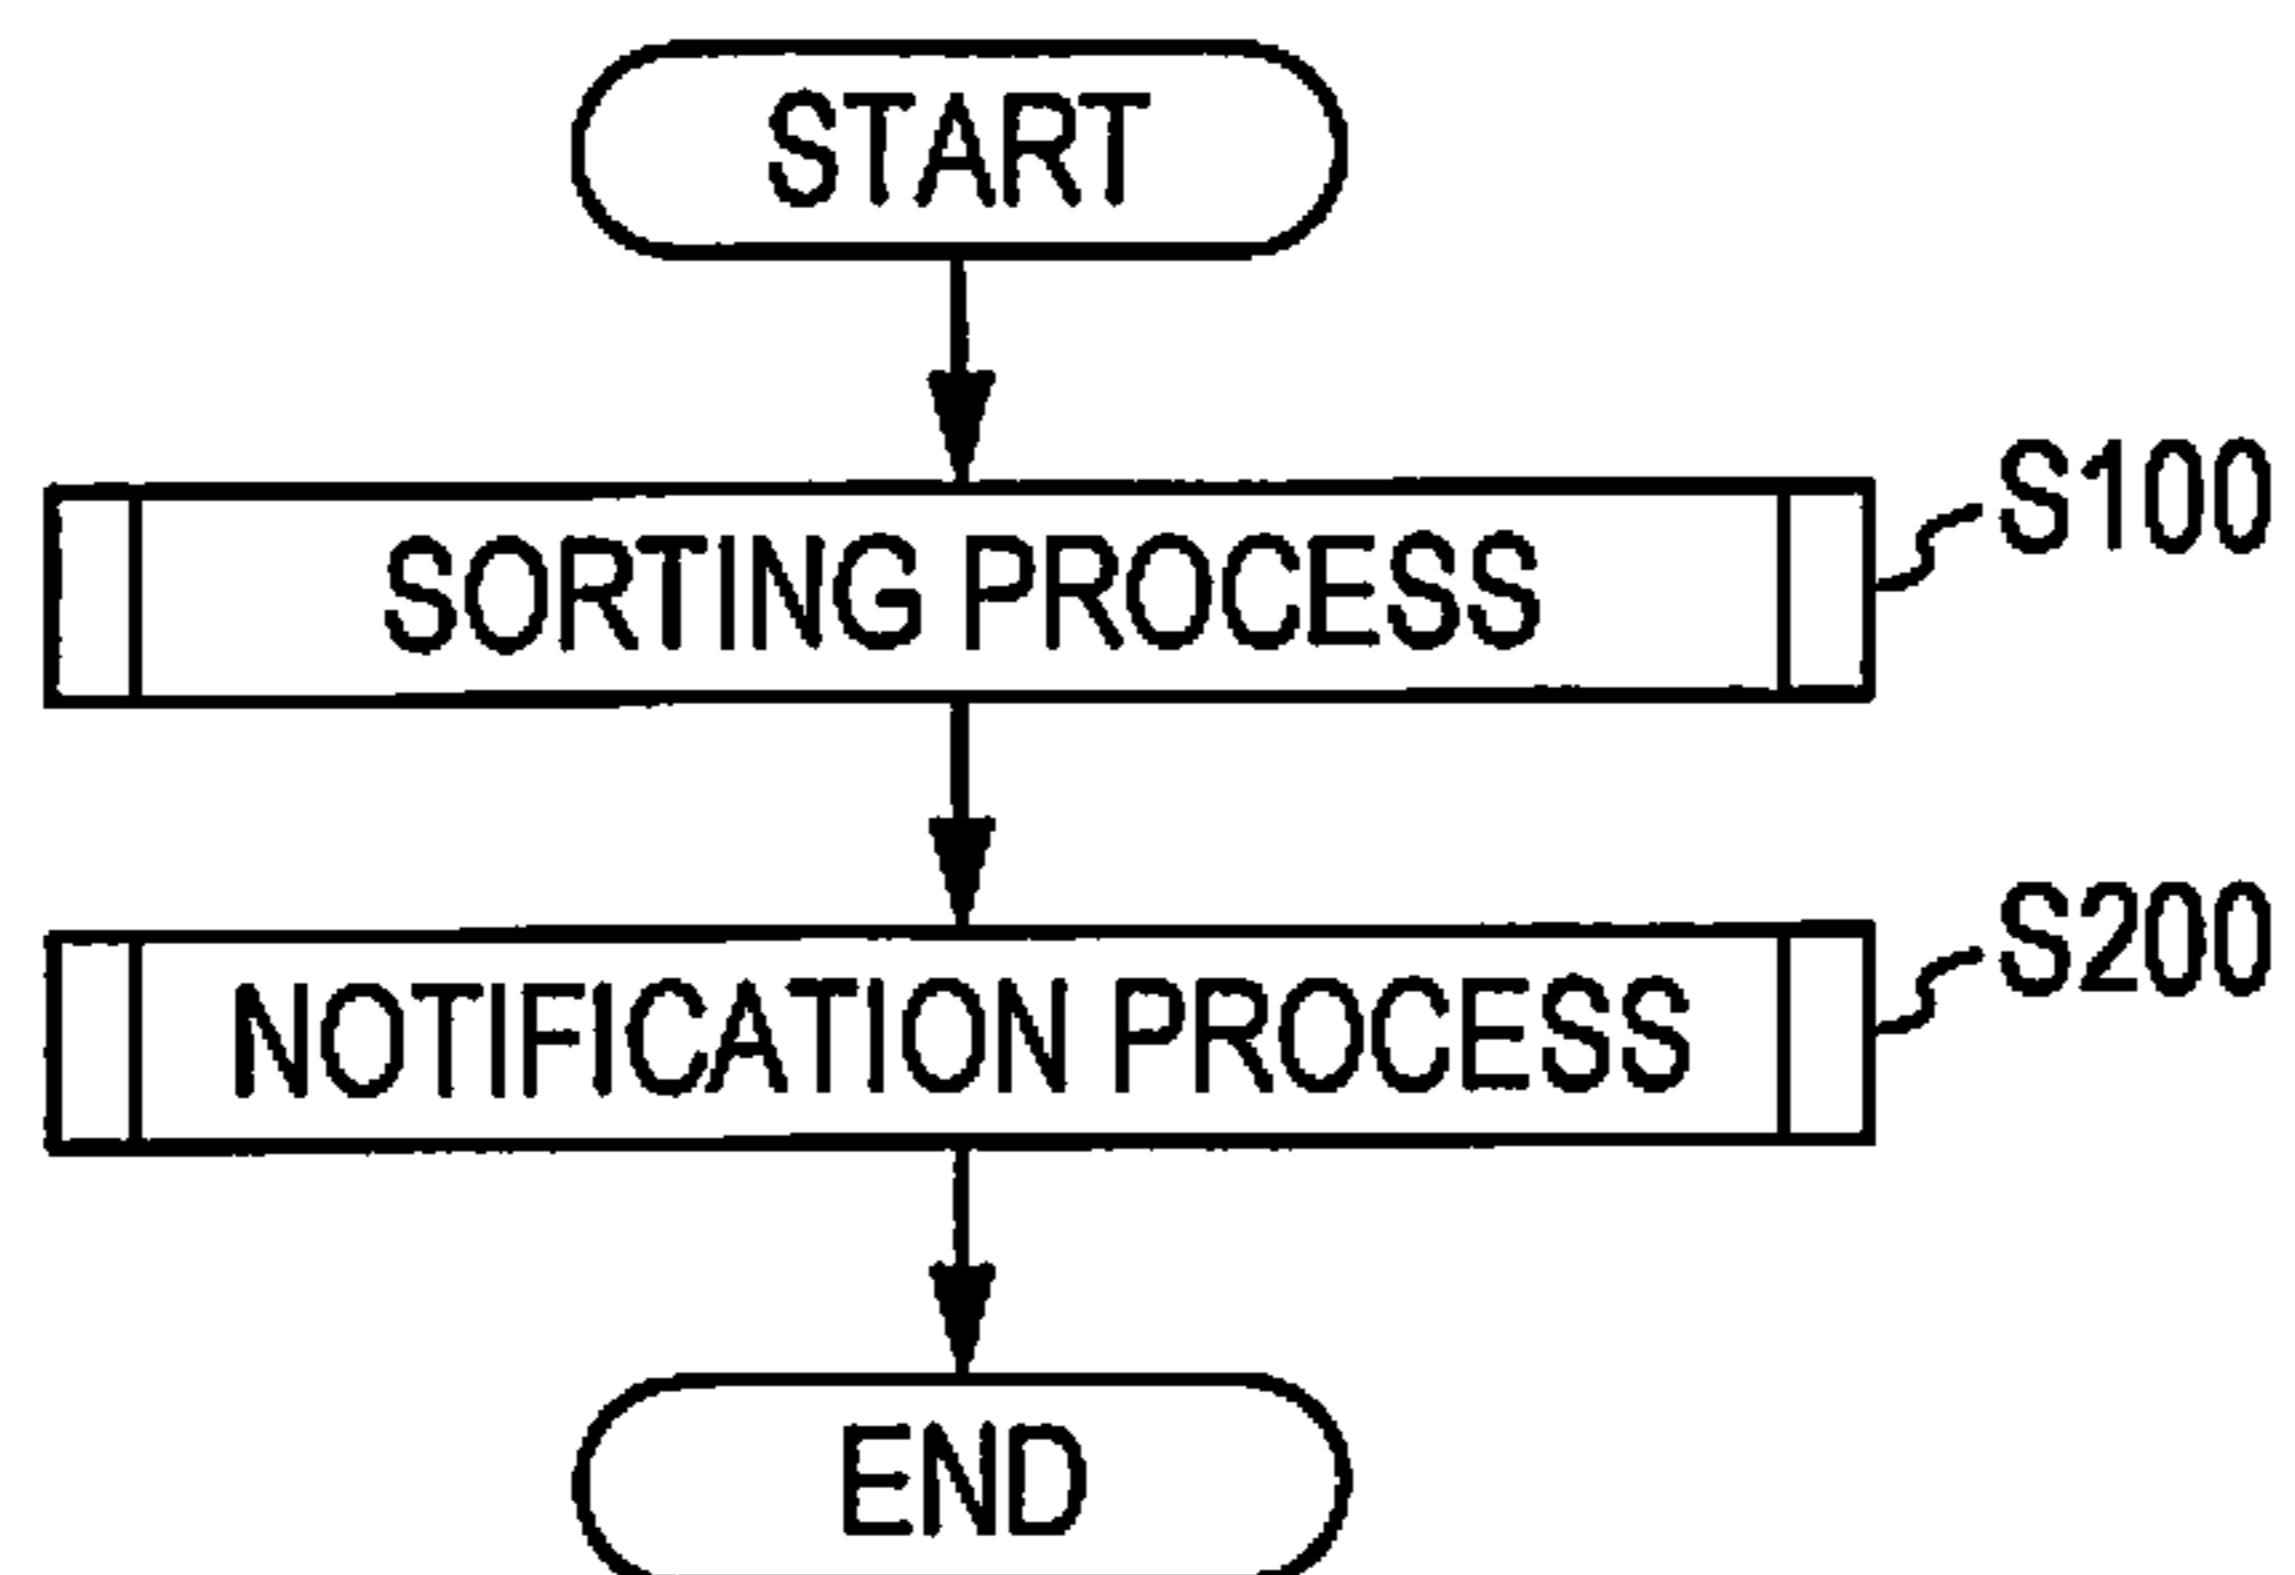 START
S100
SORTING PROCESS
S200
NOTIFICATION PROCESS
END